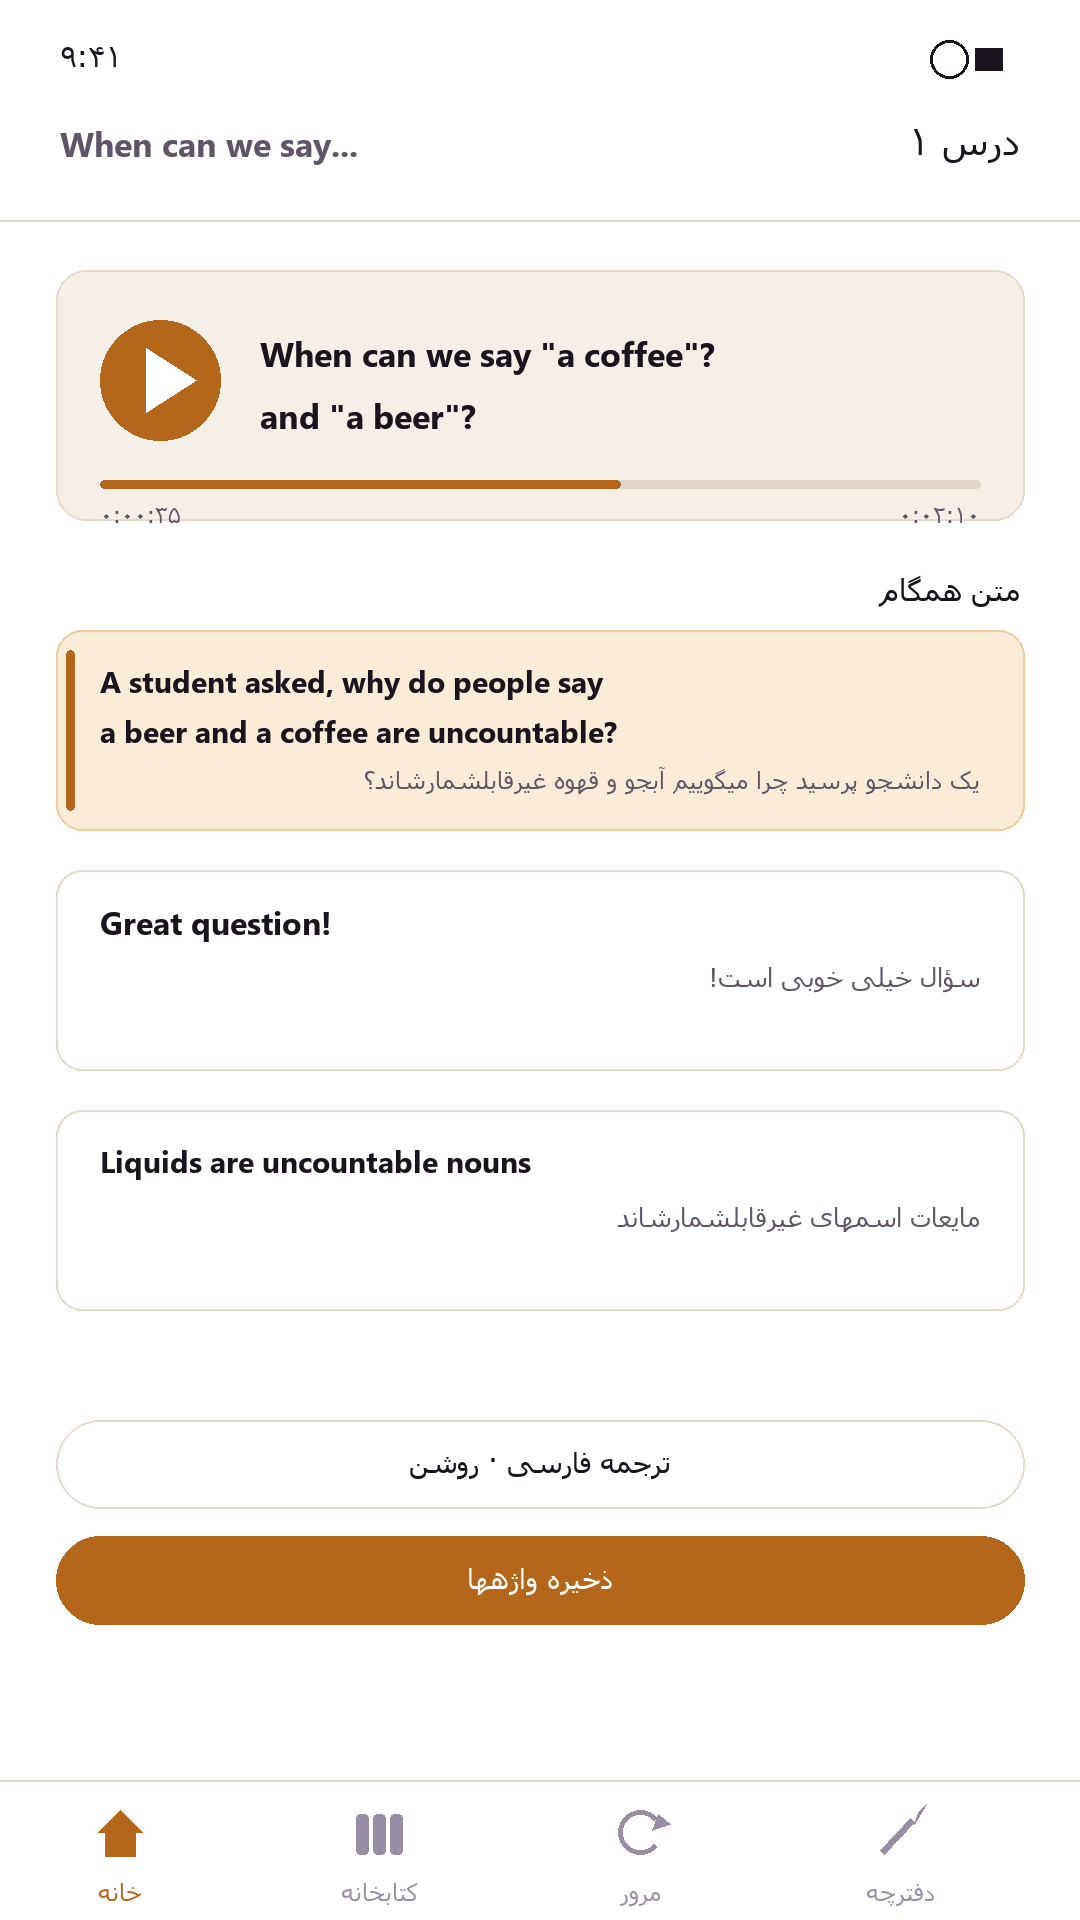 ۹:۴۱
When can we say...
درس ۱
When can we say "a coffee"?
and "a beer"?
۰:۰۰:۳۵
۰:۰۲:۱۰
متن همگام
A student asked, why do people say
a beer and a coffee are uncountable?
یک دانشجو پرسید چرا میگوییم آبجو و قهوه غیرقابلشمارشاند؟
Great question!
سؤال خیلی خوبی است!
Liquids are uncountable nouns
مایعات اسمهای غیرقابلشمارشاند
ترجمه فارسی · روشن
ذخیره واژهها
خانه
کتابخانه
مرور
دفترچه